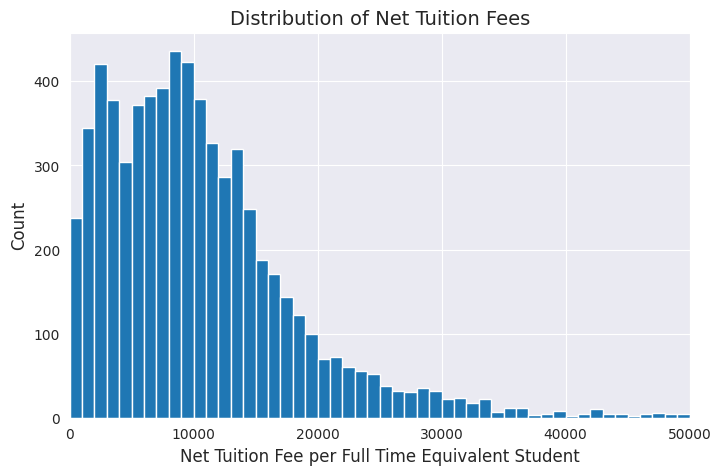 Distribution of Net Tuition Fees
Count
400
300
200
100
0
0 10000 20000 30000 40000 50000
Net Tuition Fee per Full Time Equivalent Student